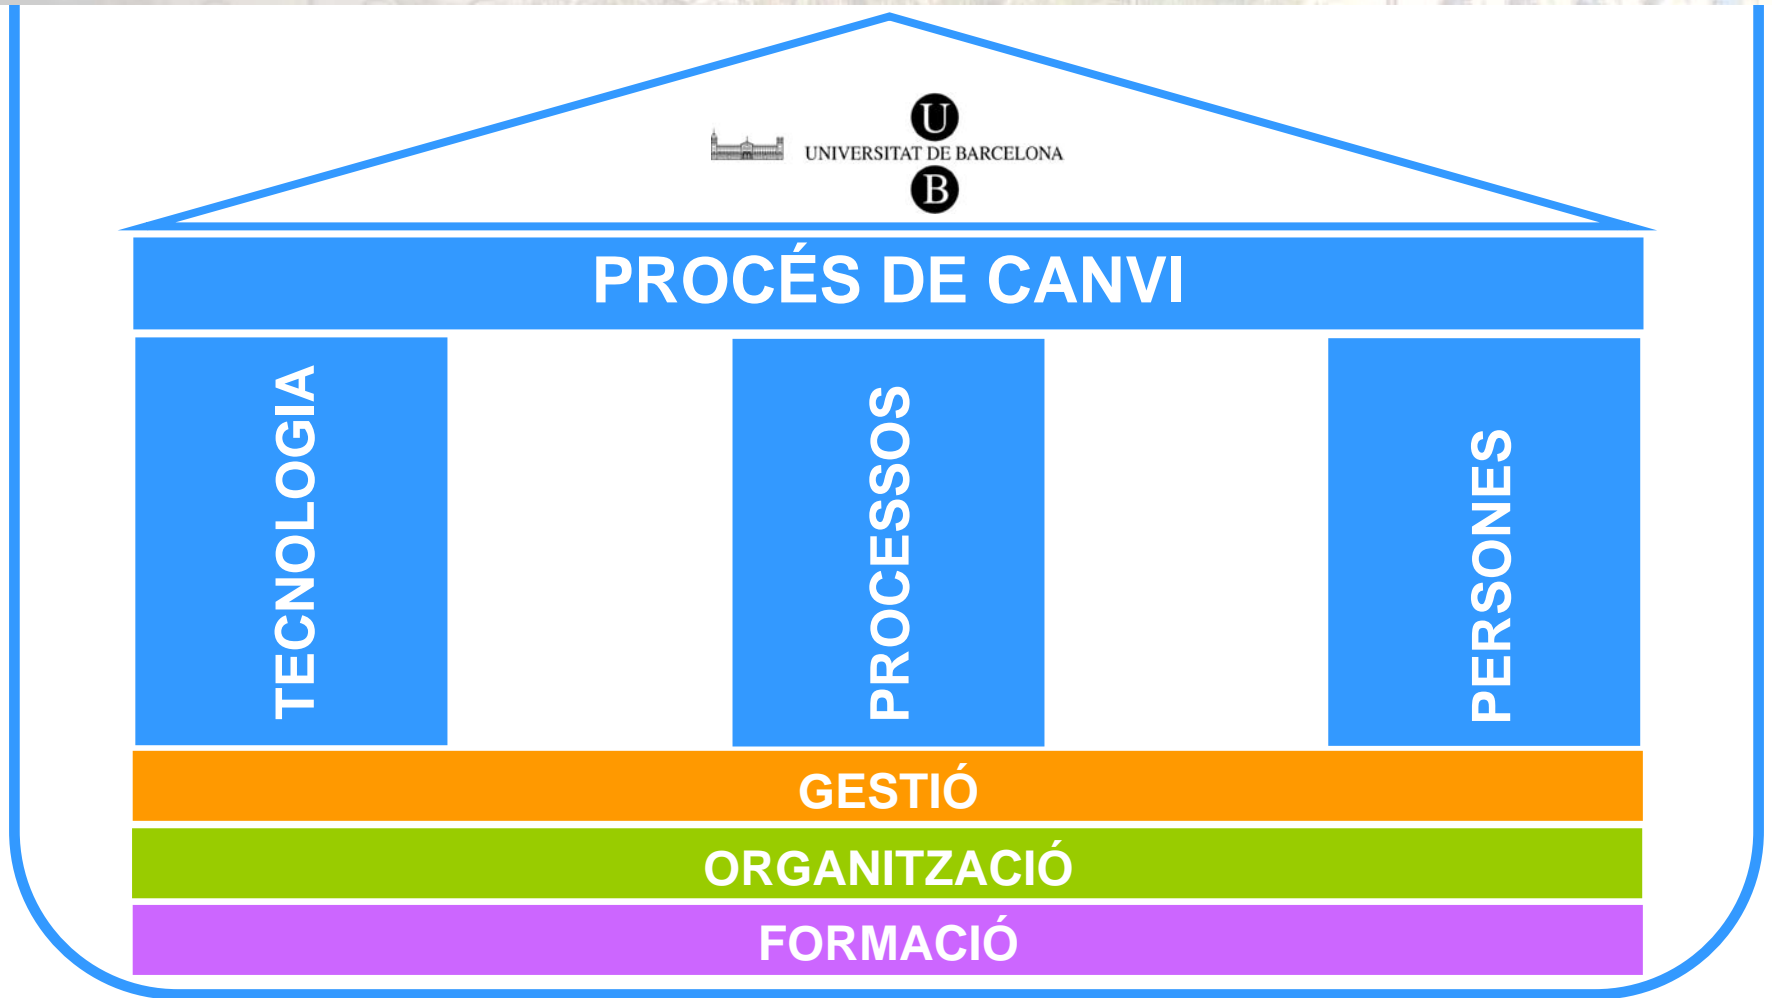 U
UNIVERSITAT DE BARCELONA
B
PROCÉS DE CANVI
TECNOLOGIA
PROCESSOS
PERSONES
GESTIÓ
ORGANITZACIÓ
FORMACIÓ